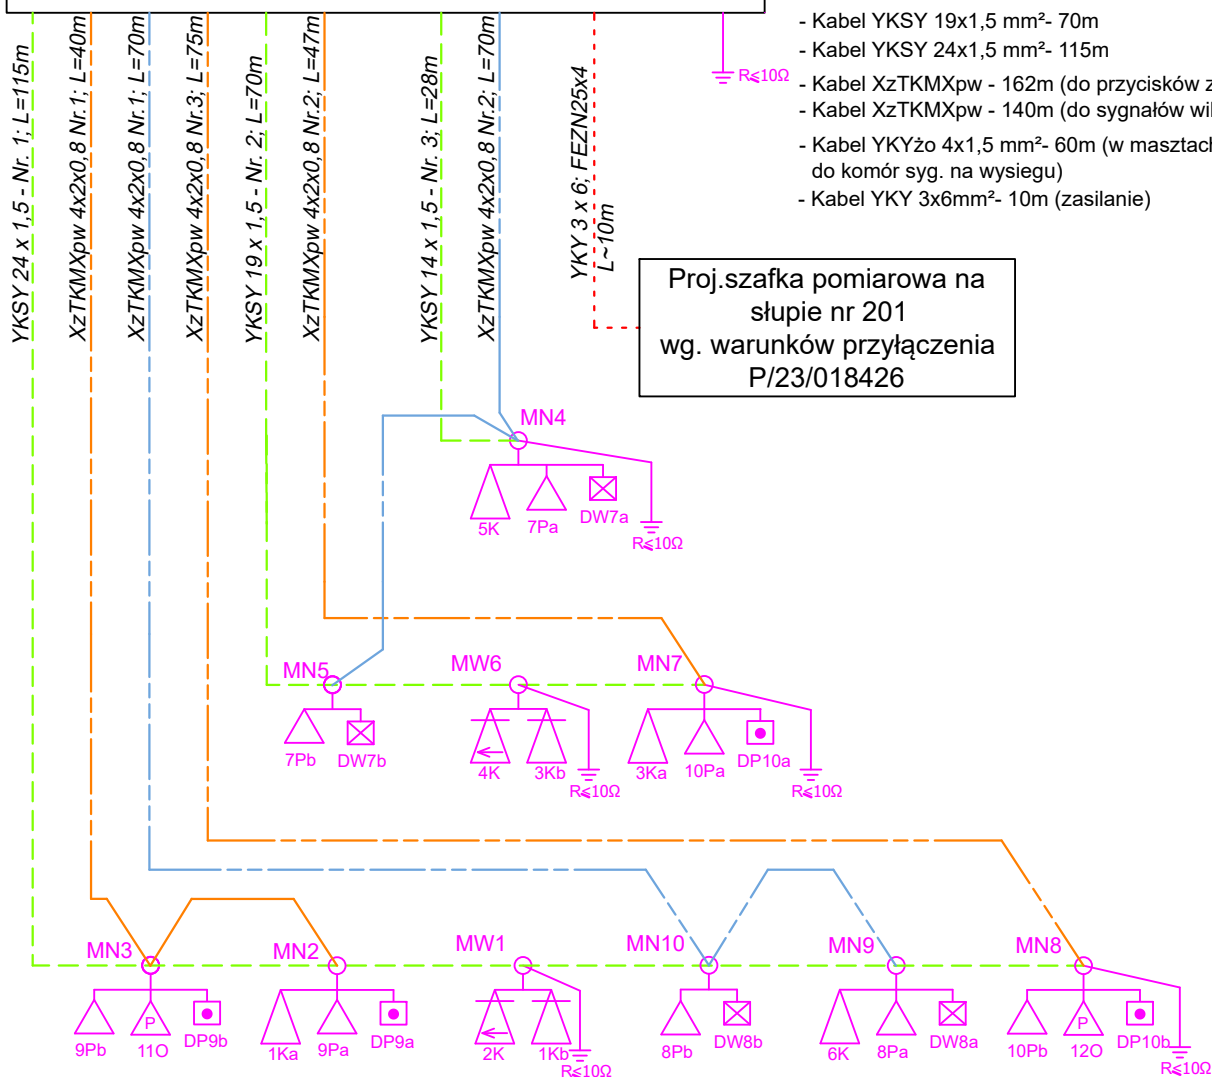 - Kabel YKSY 19x1,5 mm²- 70m
- Kabel YKSY 24x1,5 mm²- 115m
- Kabel XzTKMXpw - 162m (do przycisków z
- Kabel XzTKMXpw - 140m (do sygnałów wi
- Kabel YKYżo 4x1,5 mm²- 60m (w masztach
do komór syg. na wysiegu)
- Kabel YKY 3x6mm²- 10m (zasilanie)
R⩽10Ω
YKSY 24 x 1,5 - Nr. 1; L=115m
XzTKMXpw 4x2x0,8 Nr.1; L=40m
XzTKMXpw 4x2x0,8 Nr.1; L=70m
XzTKMXpw 4x2x0,8 Nr.3; L=75m
YKSY 19 x 1,5 - Nr. 2; L=70m
XzTKMXpw 4x2x0,8 Nr.2; L=47m
YKSY 14 x 1,5 - Nr. 3; L=28m
XzTKMXpw 4x2x0,8 Nr.2; L=70m
YKY 3 x 6; FEZN25x4
L~10m
Proj.szafka pomiarowa na
słupie nr 201
wg. warunków przyłączenia
P/23/018426
MN4
5K 7Pa DW7a
R⩽10Ω
MN5 MW6 MN7
7Pb DW7b 4K 3Kb 3Ka 10Pa DP10a
R⩽10Ω R⩽10Ω
MN3 MN2 MW1 MN10 MN9 MN8
P P
9Pb 11O DP9b 1Ka 9Pa DP9a 2K 1Kb 8Pb DW8b 6K 8Pa DW8a 10Pb 12O DP10b
R⩽10Ω R⩽10Ω